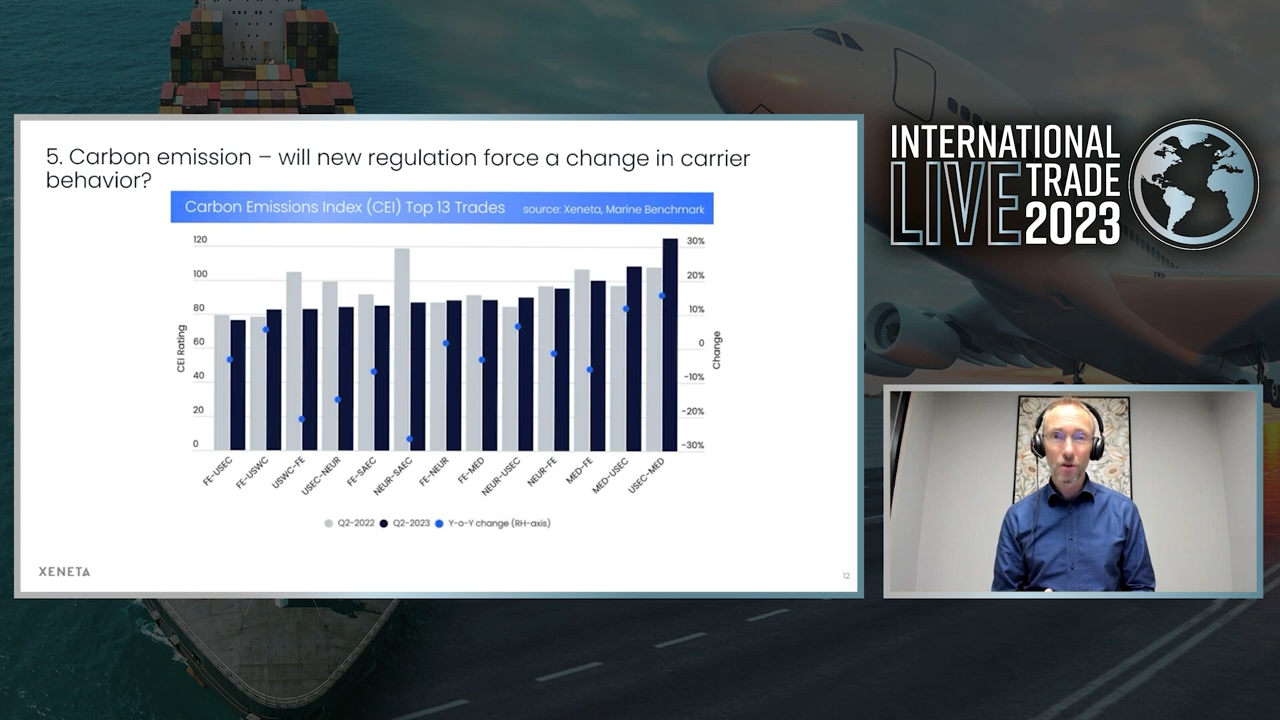 5. Carbon emission – will new regulation force a change in carrier
behavior?
Carbon Emissions Index (CEI) Top 13 Trades
source: Xeneta, Marine Benchmark
120
100
80
60
40
20
0
CEI Rating
30%
20%
10%
0
-10%
-20%
-30%
Change
FE-USEC
FE-USWC
USWC-FE
USEC-NEUR
FE-SAEC
NEUR-SAEC
FE-NEUR
FE-MED
NEUR-USEC
NEUR-FE
MED-FE
MED-USEC
USEC-MED
Q2-2022
Q2-2023
Y-o-Y change (RH-axis)
XENETA
12
INTERNATIONAL
LIVE TRADE
2023